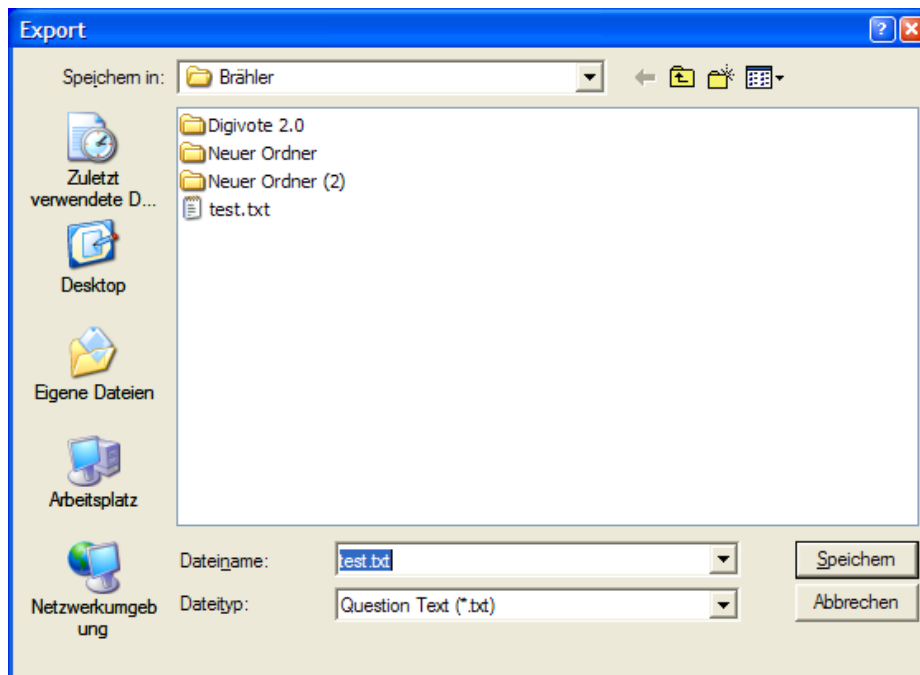 Export
Speichern in:
Brähler
Digivote 2.0
Neuer Ordner
Neuer Ordner (2)
test.txt
Zuletzt
verwendete D...
Desktop
Eigene Dateien
Arbeitsplatz
Netzwerkumgeb
ung
Dateiname:
test.txt
Speichern
Dateityp:
Question Text (*.txt)
Abbrechen